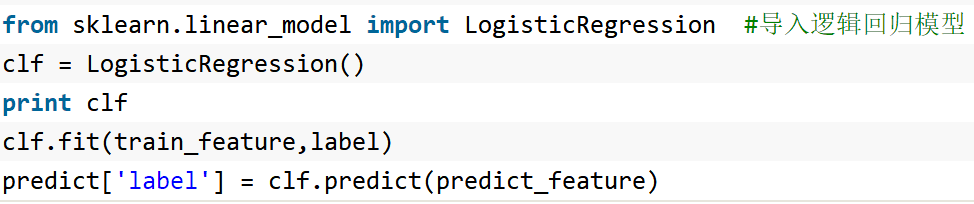 from sklearn.linear_model import LogisticRegression  #导入逻辑回归模型
clf = LogisticRegression()
print clf
clf.fit(train_feature,label)
predict['label'] = clf.predict(predict_feature)